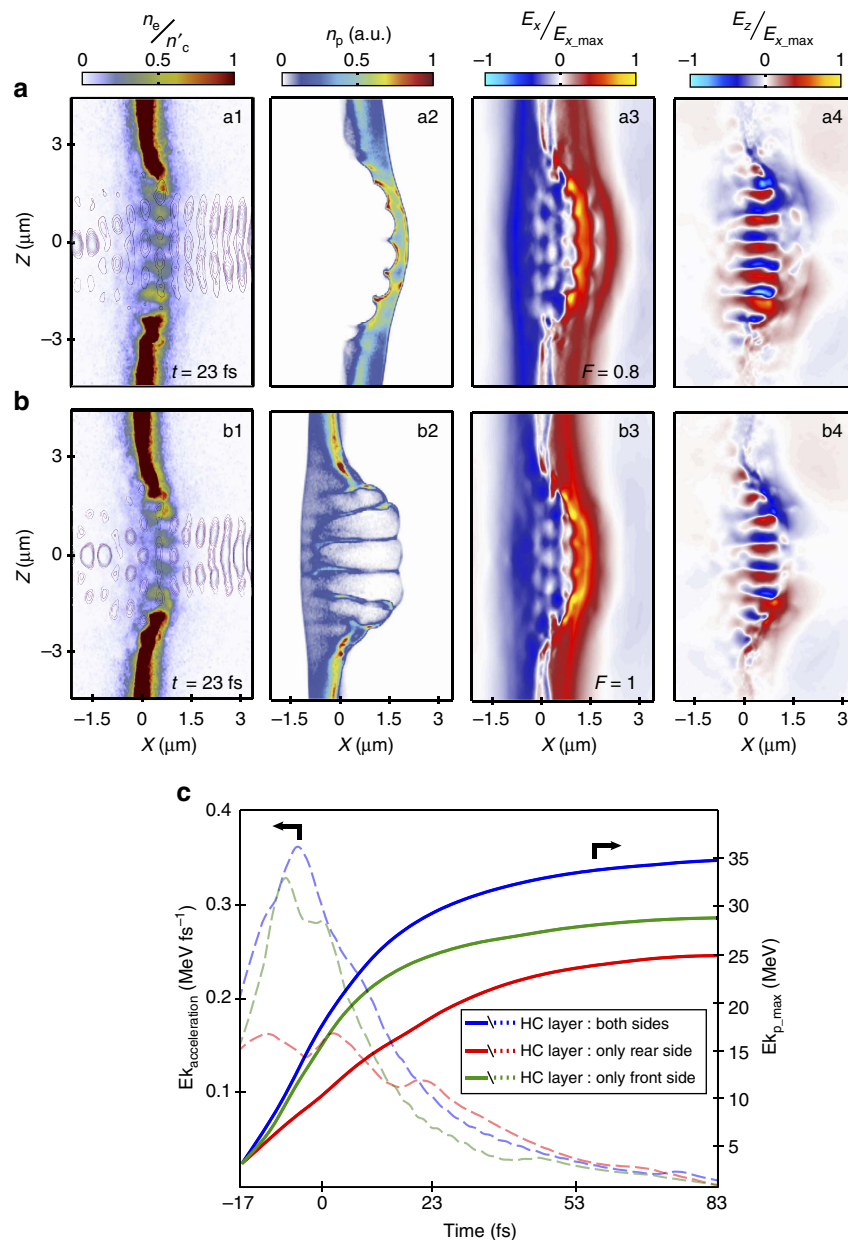 nₑ/n′_c n_p (a.u.) Eₓ/E_x_max E_z/E_x_max
0 0.5 1 0 0.5 1 −1 0 1 −1 0 1
a
a1 a2 a3 a4
3
0
−3
Z (μm)
t = 23 fs F = 0.8
b
b1 b2 b3 b4
3
0
−3
Z (μm)
t = 23 fs F = 1
−1.5 0 1.5 3 −1.5 0 1.5 3 −1.5 0 1.5 3 −1.5 0 1.5 3
X (μm) X (μm) X (μm) X (μm)
c
0.4
0.3
0.2
0.1
Ek_acceleration (MeV fs⁻¹)
35
30
25
20
15
10
5
Ek_p_max (MeV)
HC layer : both sides
HC layer : only rear side
HC layer : only front side
−17 0 23 53 83
Time (fs)